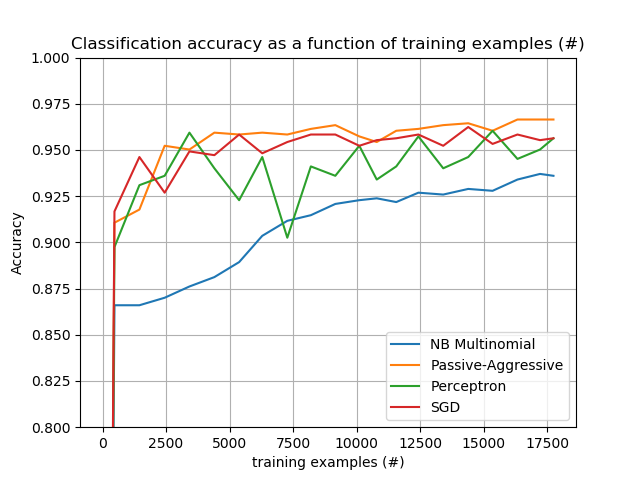 Classification accuracy as a function of training examples (#)
1.000
0.975
0.950
0.925
0.900
0.875
0.850
0.825
0.800
Accuracy
NB Multinomial
Passive-Aggressive
Perceptron
SGD
0 2500 5000 7500 10000 12500 15000 17500
training examples (#)